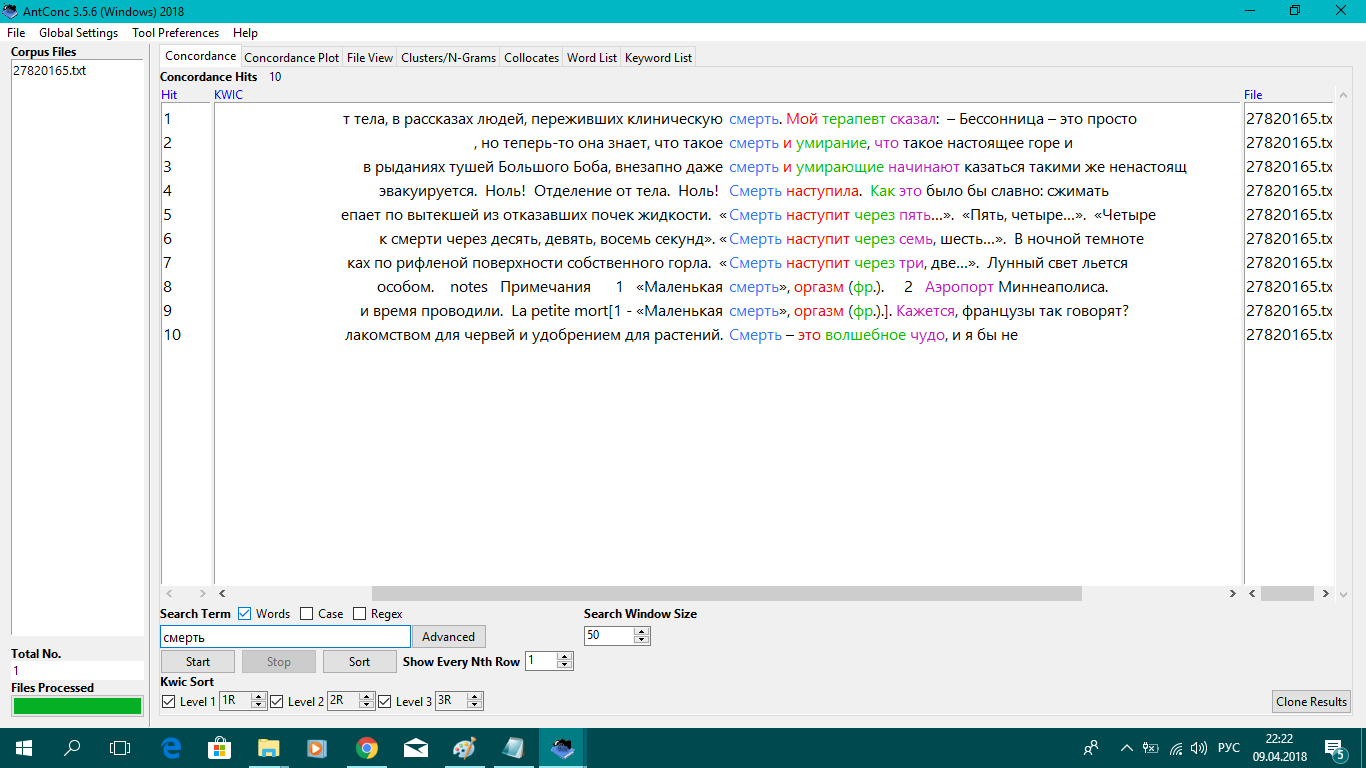 AntConc 3.5.6 (Windows) 2018
File Global Settings Tool Preferences Help
Corpus Files
27820165.txt
Concordance Concordance Plot File View Clusters/N-Grams Collocates Word List Keyword List
Concordance Hits 10
Hit KWIC File
1 т тела, в рассказах людей, переживших клиническую смерть. Мой терапевт сказал: – Бессонница – это просто 27820165.tx
2 , но теперь-то она знает, что такое смерть и умирание, что такое настоящее горе и 27820165.tx
3 в рыданиях тушей Большого Боба, внезапно даже смерть и умирающие начинают казаться такими же ненастоящ 27820165.tx
4 эвакуируется. Ноль! Отделение от тела. Ноль! Смерть наступила. Как это было бы славно: сжимать 27820165.tx
5 епает по вытекшей из отказавших почек жидкости. «Смерть наступит через пять...». «Пять, четыре...». «Четыре 27820165.tx
6 к смерти через десять, девять, восемь секунд». «Смерть наступит через семь, шесть...». В ночной темноте 27820165.tx
7 ках по рифленой поверхности собственного горла. «Смерть наступит через три, две...». Лунный свет льется 27820165.tx
8 особом. notes Примечания 1 «Маленькая смерть», оргазм (фр.). 2 Аэропорт Миннеаполиса. 27820165.tx
9 и время проводили. La petite mort[1 - «Маленькая смерть», оргазм (фр.).]. Кажется, французы так говорят? 27820165.tx
10 лакомством для червей и удобрением для растений. Смерть – это волшебное чудо, и я бы не 27820165.tx
Search Term Words Case Regex Search Window Size
смерть Advanced 50
Start Stop Sort Show Every Nth Row 1
Kwic Sort
Level 1 1R Level 2 2R Level 3 3R
Clone Results
Total No.
1
Files Processed
РУС 22:22
09.04.2018
5